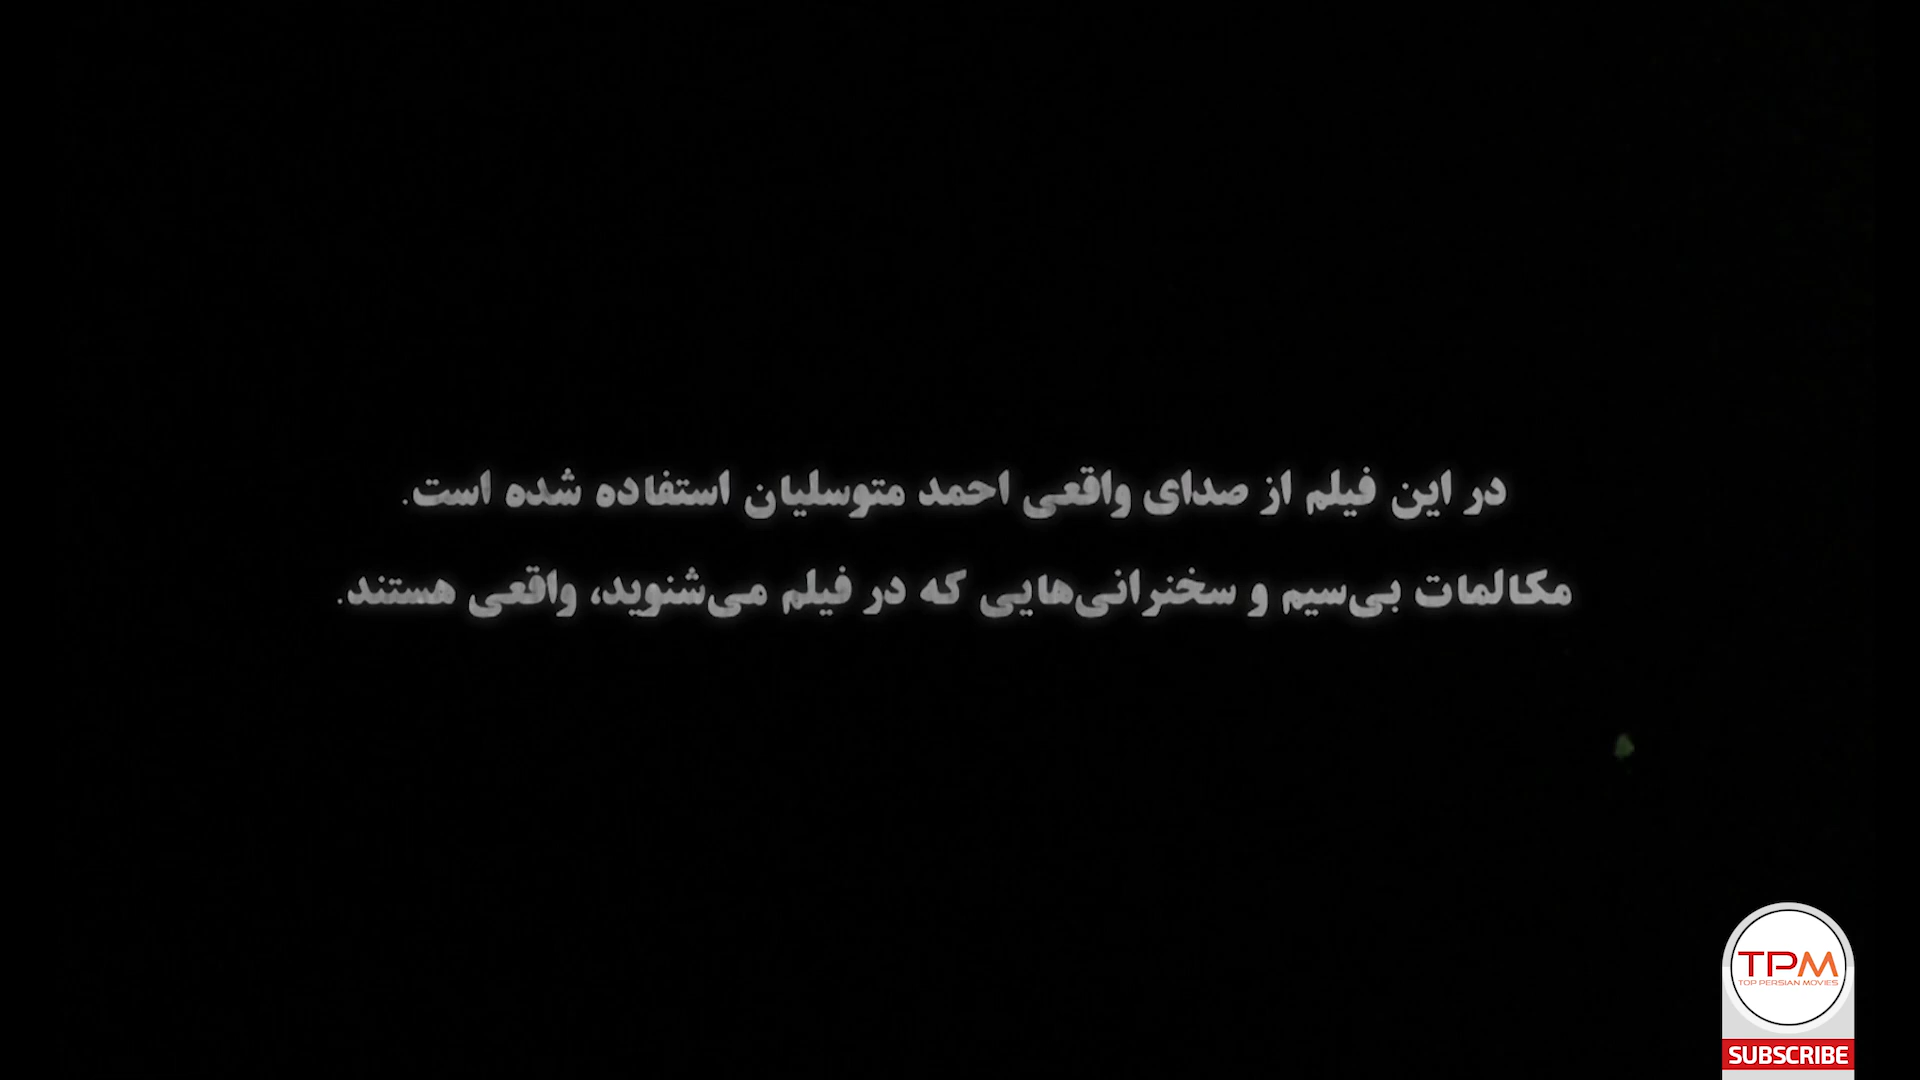 در این فیلم از صدای واقعی احمد متوسلیان استفاده شده است.
مکالمات بی‌سیم و سخنرانی‌هایی که در فیلم می‌شنوید، واقعی هستند.
TPM
TOP PERSIAN MOVIES
SUBSCRIBE